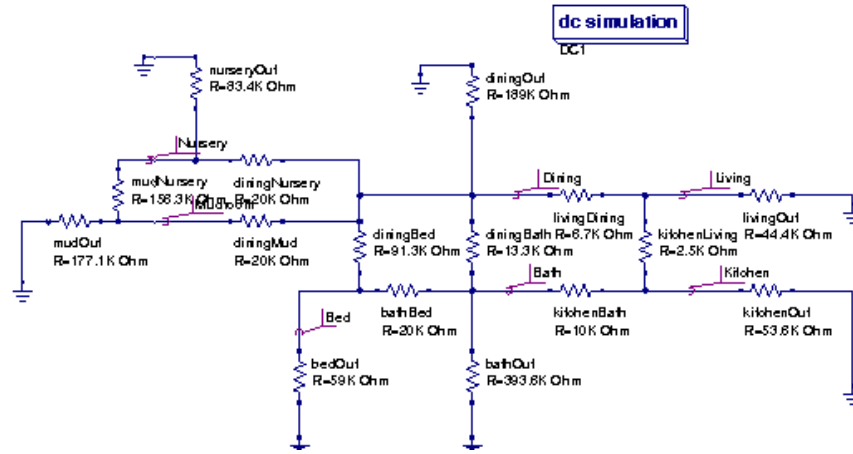 dc simulation
DC1
nurseryOut
R=83.4K Ohm
diningOut
R=189K Ohm
Nursery
mudNursery
R=156.3K Ohm
diningNursery
R=20K Ohm
Dining
livingDining
R=6.7K Ohm
Living
livingOut
R=44.4K Ohm
mudOut
R=177.1K Ohm
diningMud
R=20K Ohm
diningBed
R=91.3K Ohm
diningBath
R=13.3K Ohm
kitchenLiving
R=2.5K Ohm
Bed
bathBed
R=20K Ohm
Bath
kitchenBath
R=10K Ohm
Kitchen
kitchenOut
R=53.6K Ohm
bedOut
R=59K Ohm
bathOut
R=393.6K Ohm